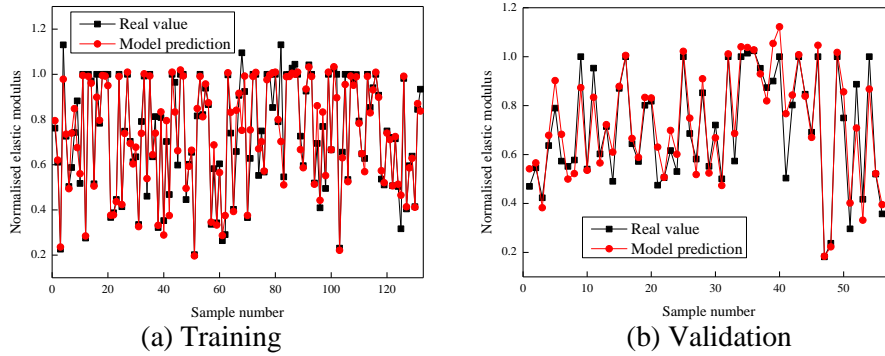 Real value
Model prediction
Normalised elastic modulus
1.2
1.0
0.8
0.6
0.4
0.2
0 20 40 60 80 100 120
Sample number
(a) Training
Real value
Model prediction
Normalised elastic modulus
1.2
1.0
0.8
0.6
0.4
0.2
0 10 20 30 40 50
Sample number
(b) Validation